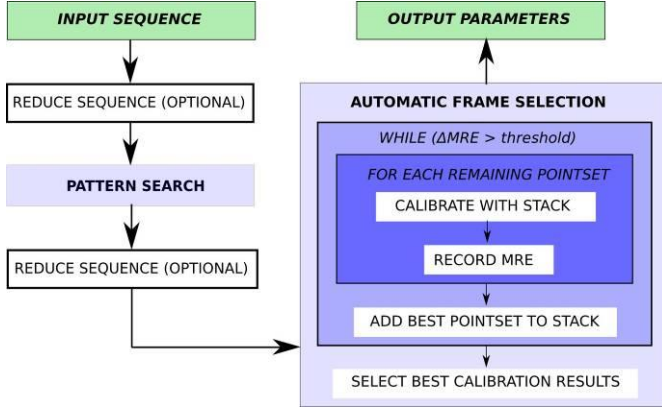 INPUT SEQUENCE
REDUCE SEQUENCE (OPTIONAL)
PATTERN SEARCH
REDUCE SEQUENCE (OPTIONAL)
OUTPUT PARAMETERS
AUTOMATIC FRAME SELECTION
WHILE (ΔMRE > threshold)
FOR EACH REMAINING POINTSET
CALIBRATE WITH STACK
RECORD MRE
ADD BEST POINTSET TO STACK
SELECT BEST CALIBRATION RESULTS